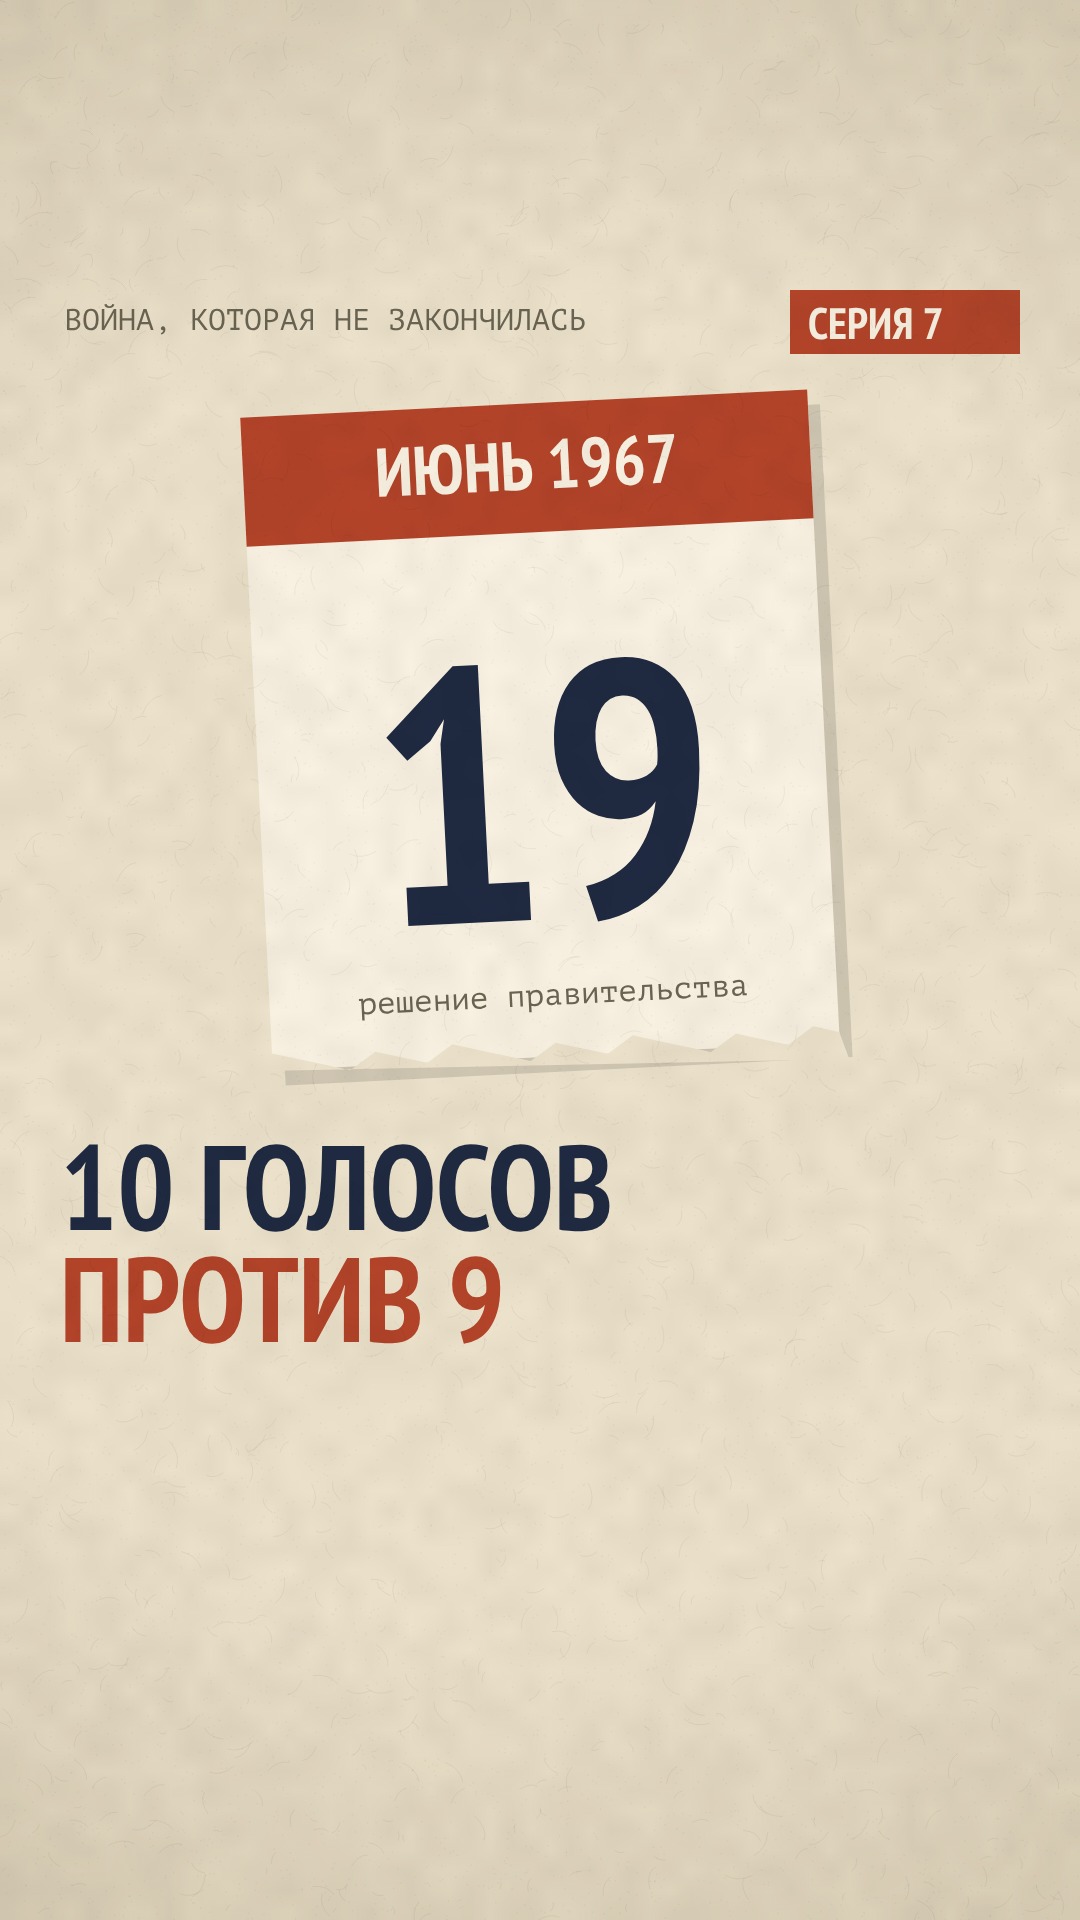 ВОЙНА, КОТОРАЯ НЕ ЗАКОНЧИЛАСЬ
СЕРИЯ 7
ИЮНЬ 1967
19
решение правительства
10 ГОЛОСОВ
ПРОТИВ 9